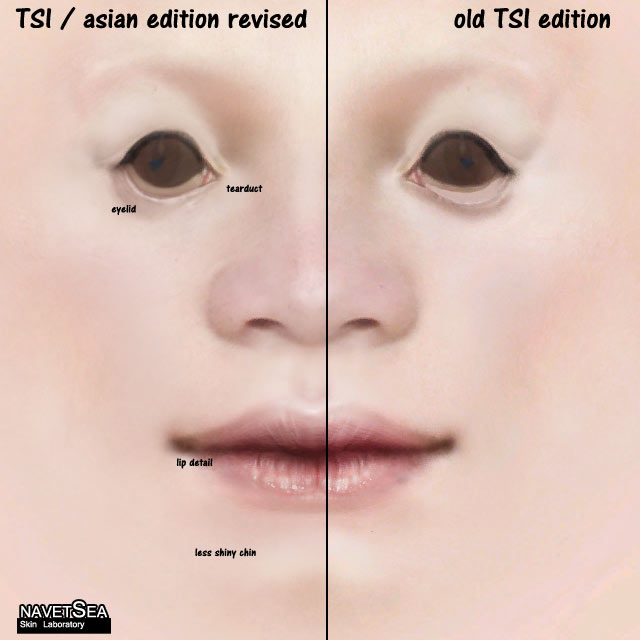 TSI / asian edition revised
old TSI edition
tearduct
eyelid
lip detail
less shiny chin
NAVETSEA
Skin Laboratory